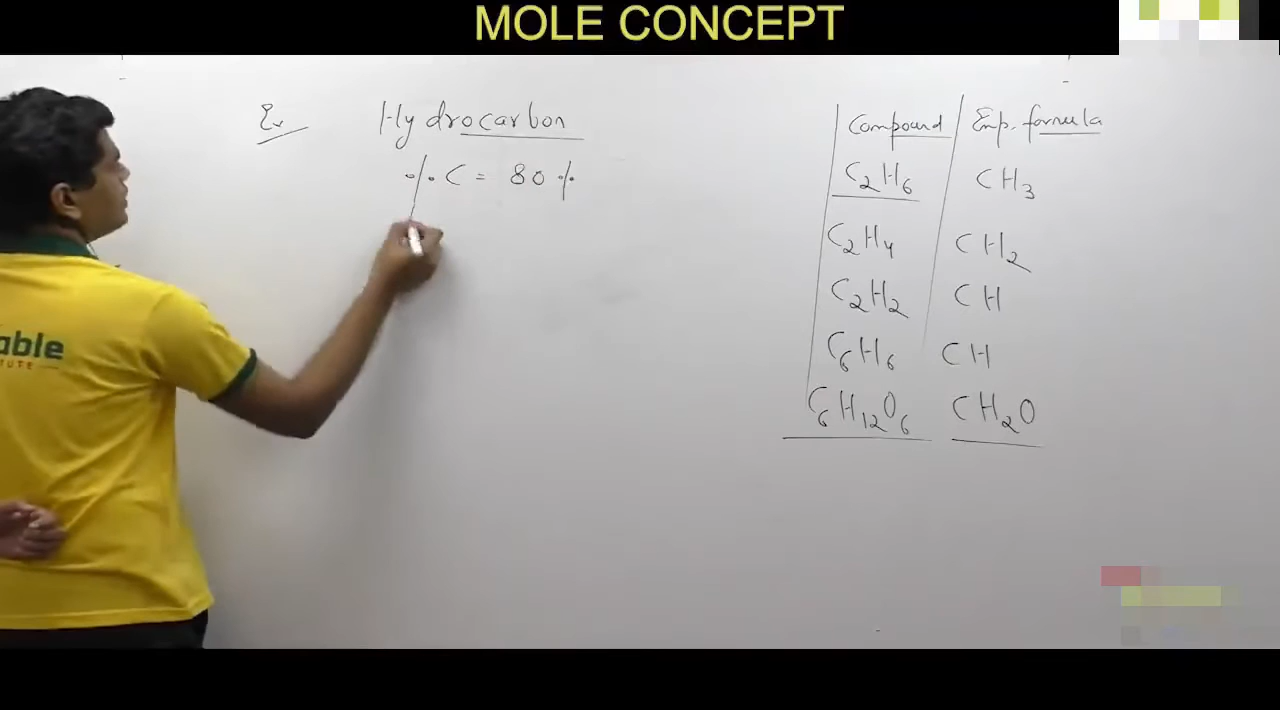 MOLE CONCEPT
Ex Hydrocarbon
% C = 80 %
Compound Emp. formula
C2H6 CH3
C2H4 CH2
C2H2 CH
C6H6 CH
C6H12O6 CH2O
able